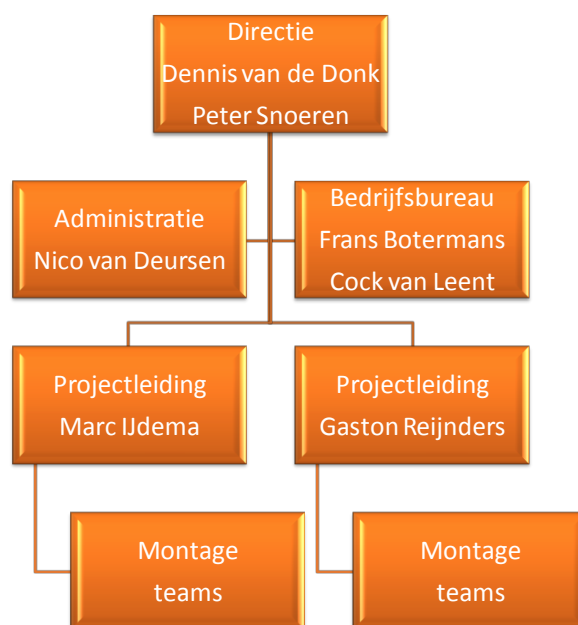 Directie
Dennis van de Donk
Peter Snoeren
Administratie
Nico van Deursen
Bedrijfsbureau
Frans Botermans
Cock van Leent
Projectleiding
Marc IJdema
Projectleiding
Gaston Reijnders
Montage
teams
Montage
teams